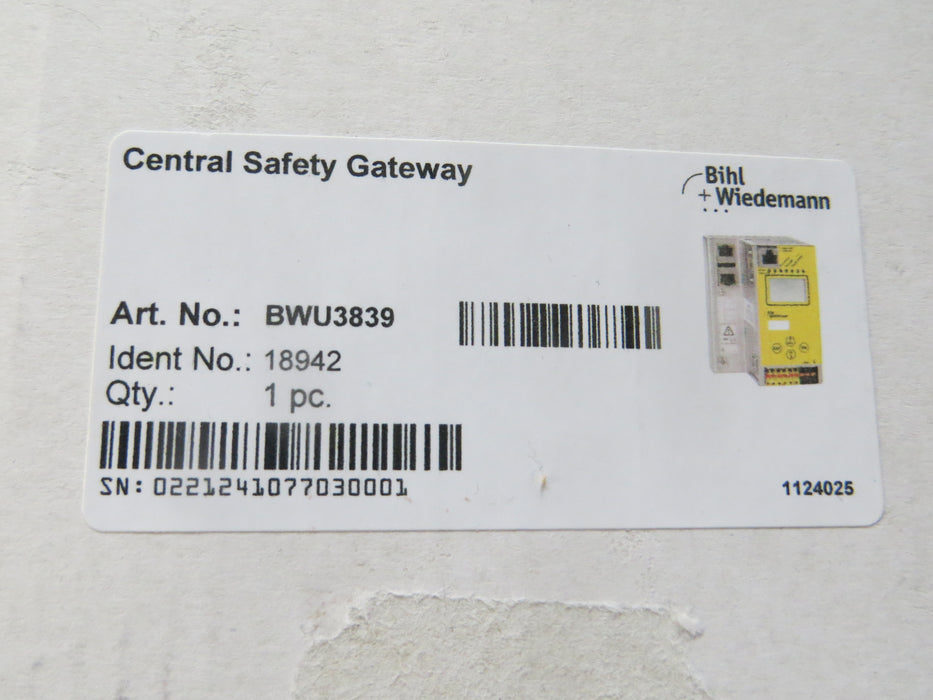 Central Safety Gateway
Bihl
+ Wiedemann
Art. No.: BWU3839
Ident No.: 18942
Qty.: 1 pc.
SN: 0221241077030001
1124025